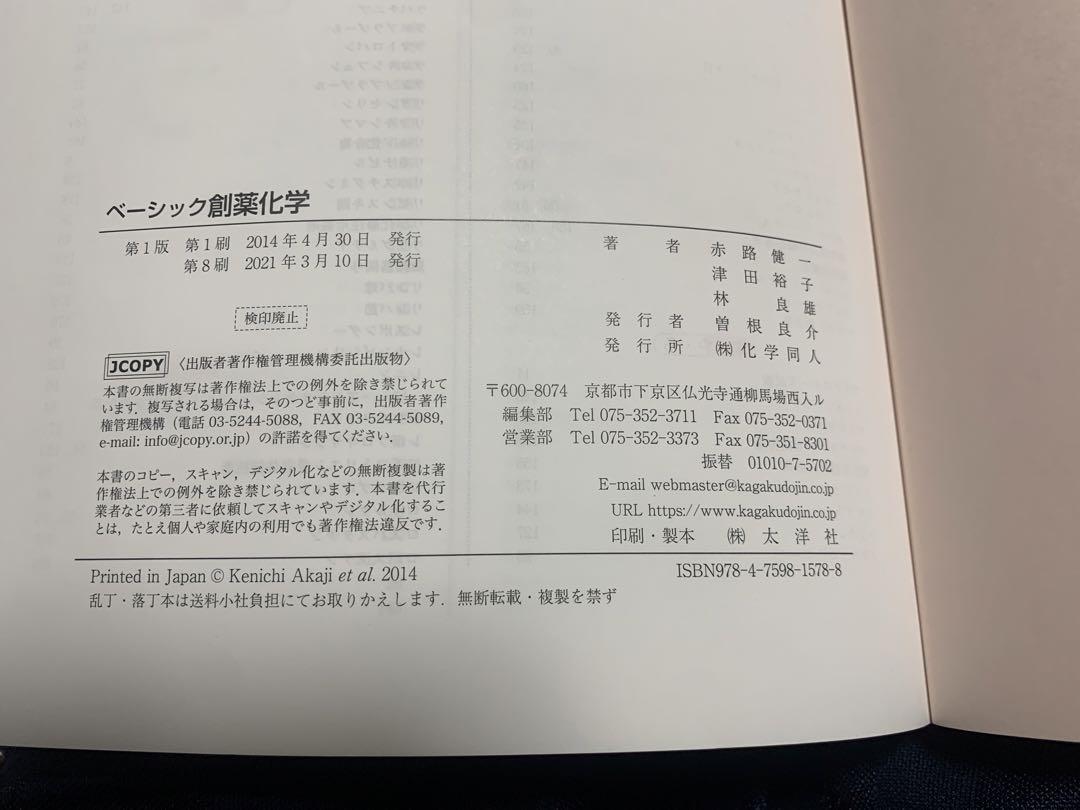 ベーシック創薬化学
第1版 第1刷 2014年4月30日 発行
第8刷 2021年3月10日 発行
検印廃止
JCOPY 〈出版者著作権管理機構委託出版物〉
本書の無断複写は著作権法上での例外を除き禁じられて
います．複写される場合は，そのつど事前に，出版者著作
権管理機構（電話 03-5244-5088，FAX 03-5244-5089，
e-mail: info@jcopy.or.jp）の許諾を得てください．
本書のコピー，スキャン，デジタル化などの無断複製は著
作権法上での例外を除き禁じられています．本書を代行
業者などの第三者に依頼してスキャンやデジタル化するこ
とは，たとえ個人や家庭内の利用でも著作権法違反です．
著者 赤路健一
津田裕子
林良雄
発行者 曽根良介
発行所 ㈱化学同人
〒600-8074 京都市下京区仏光寺通柳馬場西入ル
編集部 Tel 075-352-3711 Fax 075-352-0371
営業部 Tel 075-352-3373 Fax 075-351-8301
振替 01010-7-5702
E-mail webmaster@kagakudojin.co.jp
URL https://www.kagakudojin.co.jp
印刷・製本 ㈱太洋社
Printed in Japan © Kenichi Akaji et al. 2014
ISBN978-4-7598-1578-8
乱丁・落丁本は送料小社負担にてお取りかえします．無断転載・複製を禁ず